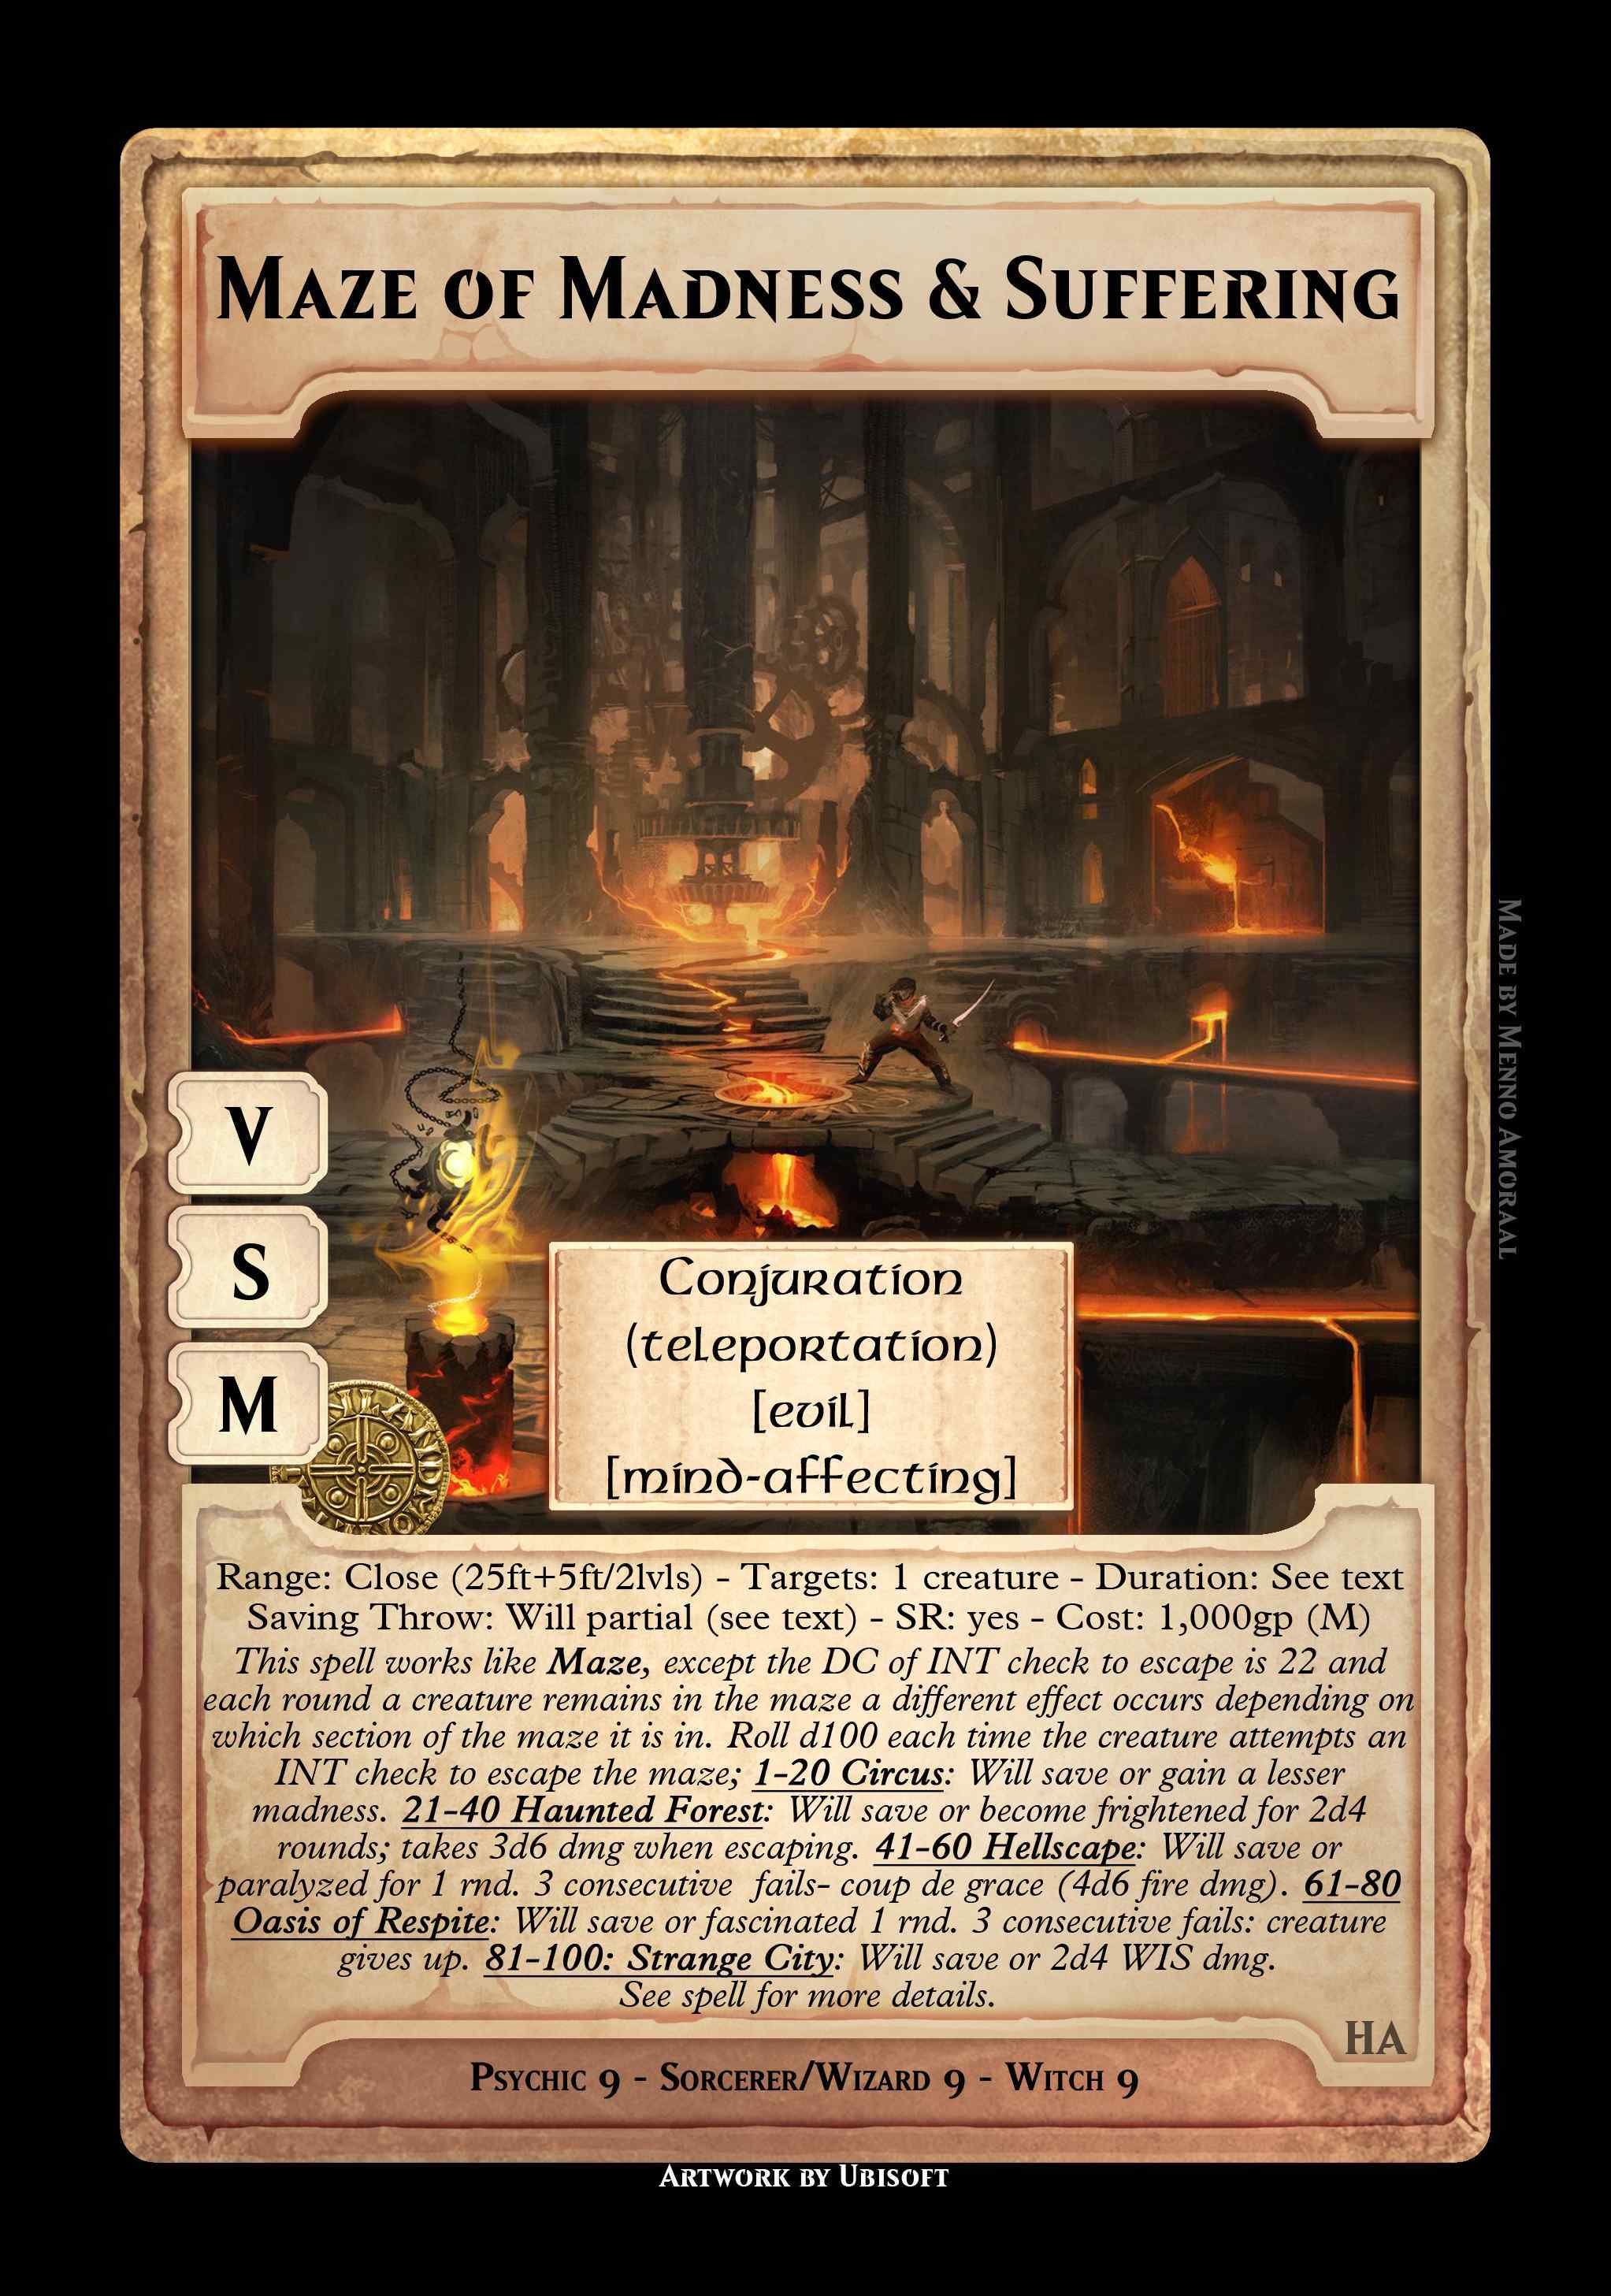 Maze of Madness & Suffering
Made by Menno Amoraal
V
S
M
Conjuration
(teleportation)
[evil]
[mind-affecting]
Range: Close (25ft+5ft/2lvls) - Targets: 1 creature - Duration: See text
Saving Throw: Will partial (see text) - SR: yes - Cost: 1,000gp (M)
This spell works like Maze, except the DC of INT check to escape is 22 and
each round a creature remains in the maze a different effect occurs depending on
which section of the maze it is in. Roll d100 each time the creature attempts an
INT check to escape the maze; 1-20 Circus: Will save or gain a lesser
madness. 21-40 Haunted Forest: Will save or become frightened for 2d4
rounds; takes 3d6 dmg when escaping. 41-60 Hellscape: Will save or
paralyzed for 1 rnd. 3 consecutive  fails- coup de grace (4d6 fire dmg). 61-80
Oasis of Respite: Will save or fascinated 1 rnd. 3 consecutive fails: creature
gives up. 81-100: Strange City: Will save or 2d4 WIS dmg.
See spell for more details.
HA
Psychic 9 - Sorcerer/Wizard 9 - Witch 9
Artwork by Ubisoft